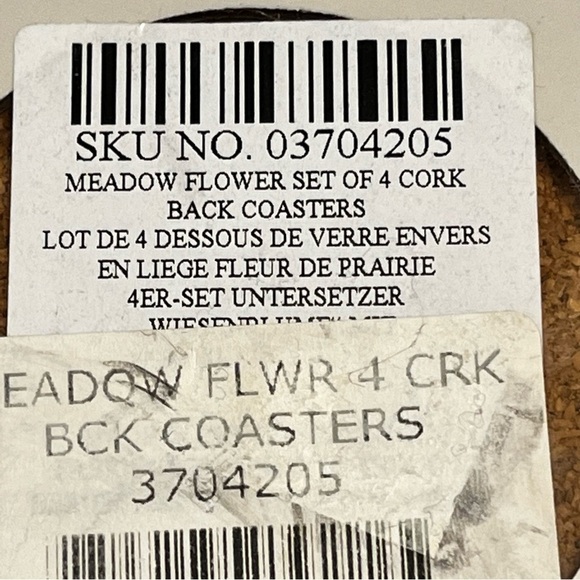 SKU NO. 03704205
MEADOW FLOWER SET OF 4 CORK
BACK COASTERS
LOT DE 4 DESSOUS DE VERRE ENVERS
EN LIEGE FLEUR DE PRAIRIE
4ER-SET UNTERSETZER
EADOW FLWR 4 CRK
BCK COASTERS
3704205